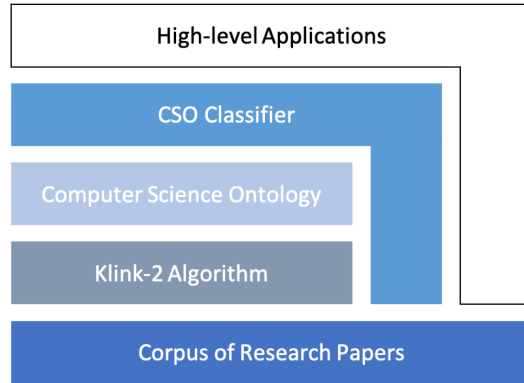 High-level Applications
CSO Classifier
Computer Science Ontology
Klink-2 Algorithm
Corpus of Research Papers